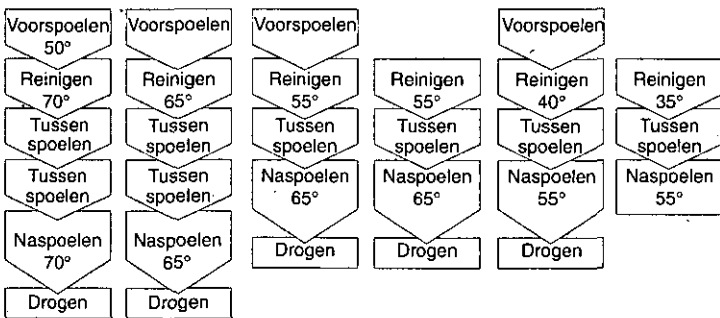 Voorspoelen
50°
Reinigen
70°
Tussen
spoelen
Tussen
spoelen
Naspoelen
70°
Drogen
Voorspoelen
Reinigen
65°
Tussen
spoelen
Tussen
spoelen
Naspoelen
65°
Drogen
Voorspoelen
Reinigen
55°
Tussen
spoelen
Naspoelen
65°
Drogen
Reinigen
55°
Tussen
spoelen
Naspoelen
65°
Drogen
Voorspoelen
Reinigen
40°
Tussen
spoelen
Naspoelen
55°
Drogen
Reinigen
35°
Tussen
spoelen
Naspoelen
55°